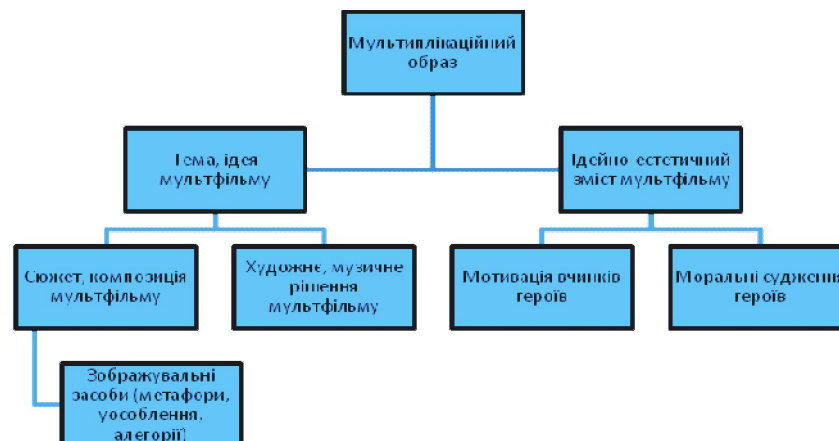 Мультиплікаційний
образ
Тема, ідея
мультфільму
Ідейно-естетичний
зміст мультфільму
Сюжет, композиція
мультфільму
Художнє, музичне
рішення
мультфільму
Мотивація вчинків
героїв
Моральні судження
героїв
Зображувальні
засоби (метафори,
уособлення,
алегорії)